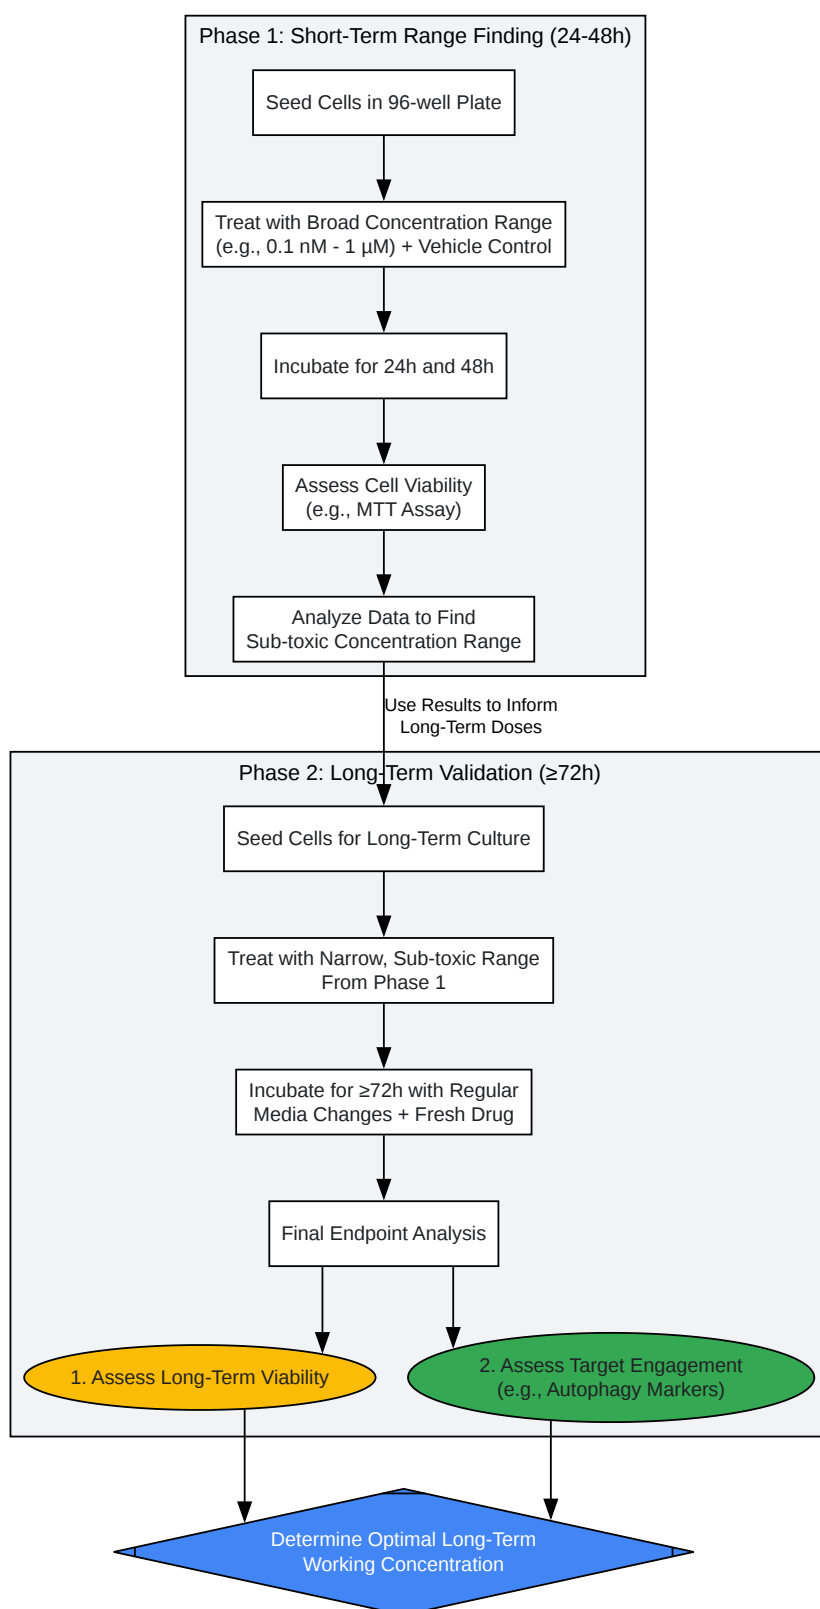 Phase 1: Short-Term Range Finding (24-48h)
Seed Cells in 96-well Plate
Treat with Broad Concentration Range
(e.g., 0.1 nM - 1 µM) + Vehicle Control
Incubate for 24h and 48h
Assess Cell Viability
(e.g., MTT Assay)
Analyze Data to Find
Sub-toxic Concentration Range
Use Results to Inform
Long-Term Doses
Phase 2: Long-Term Validation (≥72h)
Seed Cells for Long-Term Culture
Treat with Narrow, Sub-toxic Range
From Phase 1
Incubate for ≥72h with Regular
Media Changes + Fresh Drug
Final Endpoint Analysis
1. Assess Long-Term Viability
2. Assess Target Engagement
(e.g., Autophagy Markers)
Determine Optimal Long-Term
Working Concentration